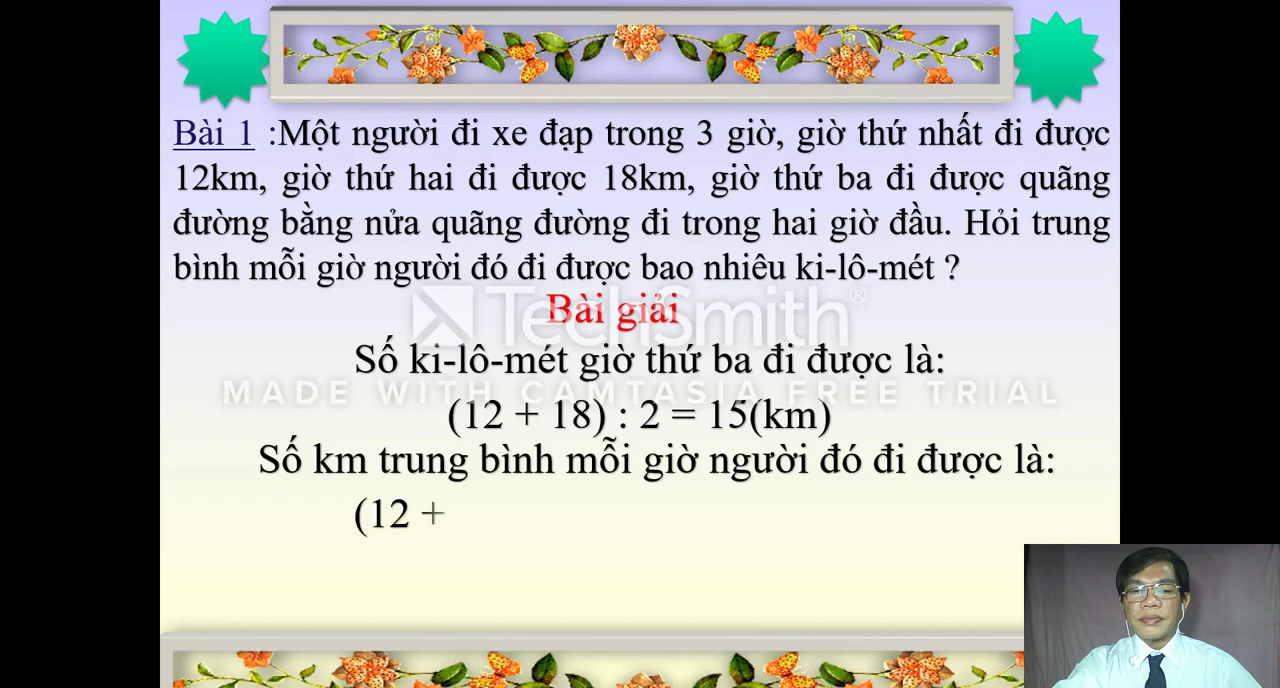 Bài 1 :Một người đi xe đạp trong 3 giờ, giờ thứ nhất đi được
12km, giờ thứ hai đi được 18km, giờ thứ ba đi được quãng
đường bằng nửa quãng đường đi trong hai giờ đầu. Hỏi trung
bình mỗi giờ người đó đi được bao nhiêu ki-lô-mét ?
Bài giải
TechSmith®
Số ki-lô-mét giờ thứ ba đi được là:
MADE WITH CAMTASIA FREE TRIAL
(12 + 18) : 2 = 15(km)
Số km trung bình mỗi giờ người đó đi được là:
(12 +